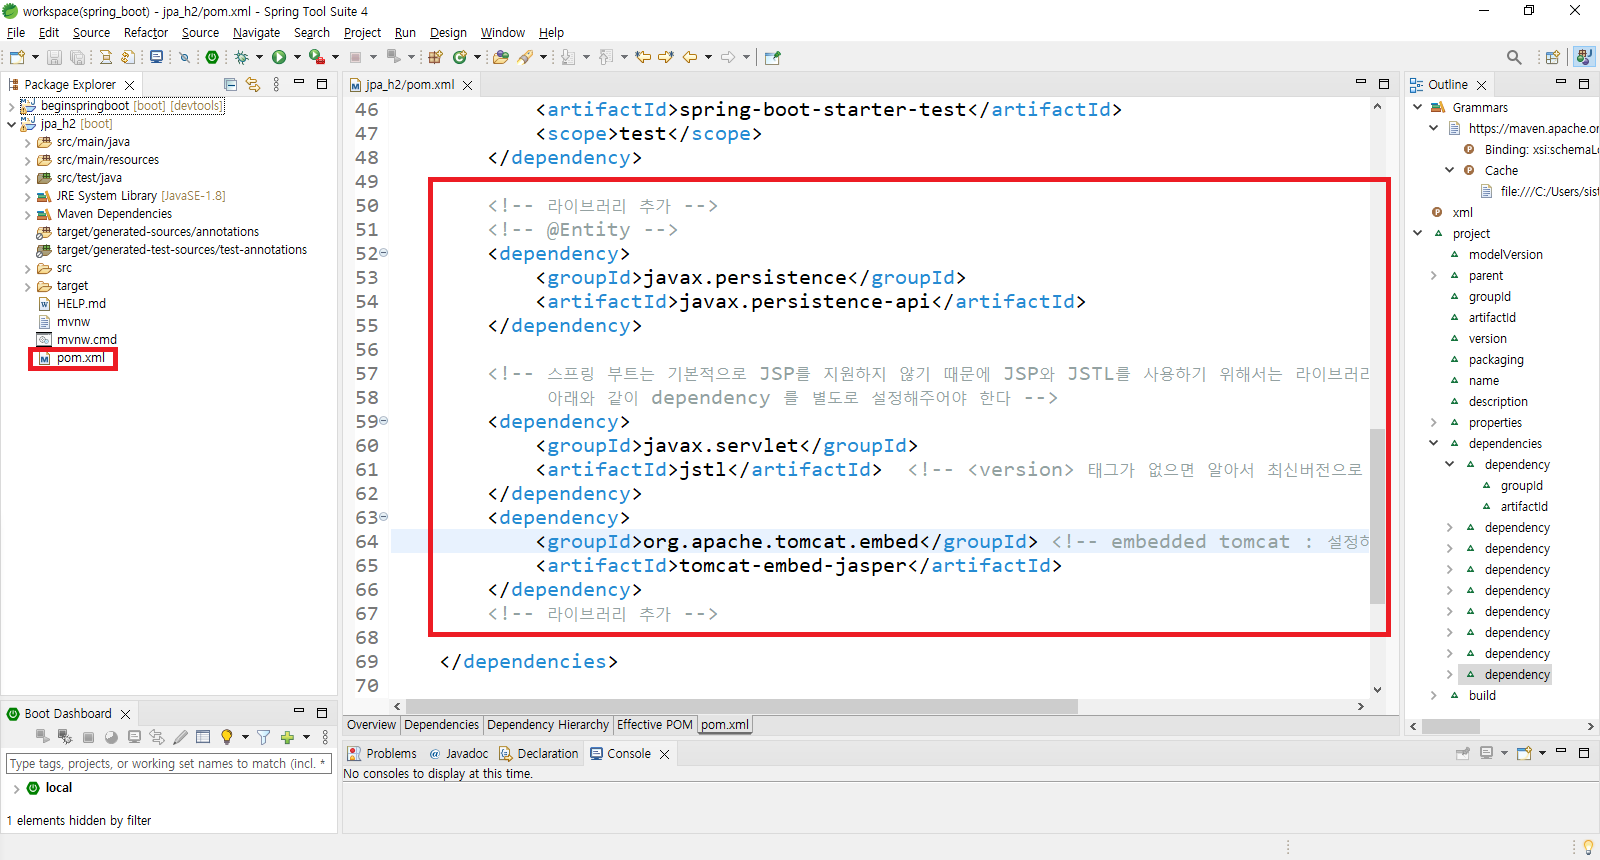 workspace(spring_boot) - jpa_h2/pom.xml - Spring Tool Suite 4
File Edit Source Refactor Source Navigate Search Project Run Design Window Help
Package Explorer
beginspringboot [boot] [devtools]
jpa_h2 [boot]
src/main/java
src/main/resources
src/test/java
JRE System Library [JavaSE-1.8]
Maven Dependencies
target/generated-sources/annotations
target/generated-test-sources/test-annotations
src
target
HELP.md
mvnw
mvnw.cmd
pom.xml
Boot Dashboard
Type tags, projects, or working set names to match (incl. *
local
1 elements hidden by filter
jpa_h2/pom.xml
46 <artifactId>spring-boot-starter-test</artifactId>
47 <scope>test</scope>
48 </dependency>
49
50 <!-- 라이브러리 추가 -->
51 <!-- @Entity -->
52 <dependency>
53 <groupId>javax.persistence</groupId>
54 <artifactId>javax.persistence-api</artifactId>
55 </dependency>
56
57 <!-- 스프링 부트는 기본적으로 JSP를 지원하지 않기 때문에 JSP와 JSTL를 사용하기 위해서는 라이브러리
58 아래와 같이 dependency 를 별도로 설정해주어야 한다 -->
59 <dependency>
60 <groupId>javax.servlet</groupId>
61 <artifactId>jstl</artifactId> <!-- <version> 태그가 없으면 알아서 최신버전으로
62 </dependency>
63 <dependency>
64 <groupId>org.apache.tomcat.embed</groupId> <!-- embedded tomcat : 설정하
65 <artifactId>tomcat-embed-jasper</artifactId>
66 </dependency>
67 <!-- 라이브러리 추가 -->
68
69 </dependencies>
70
Overview Dependencies Dependency Hierarchy Effective POM pom.xml
Problems Javadoc Declaration Console
No consoles to display at this time.
Outline
Grammars
https://maven.apache.or
Binding: xsi:schemaL
Cache
file:///C:/Users/sis
xml
project
modelVersion
parent
groupId
artifactId
version
packaging
name
description
properties
dependencies
dependency
groupId
artifactId
dependency
dependency
dependency
dependency
dependency
dependency
dependency
dependency
build